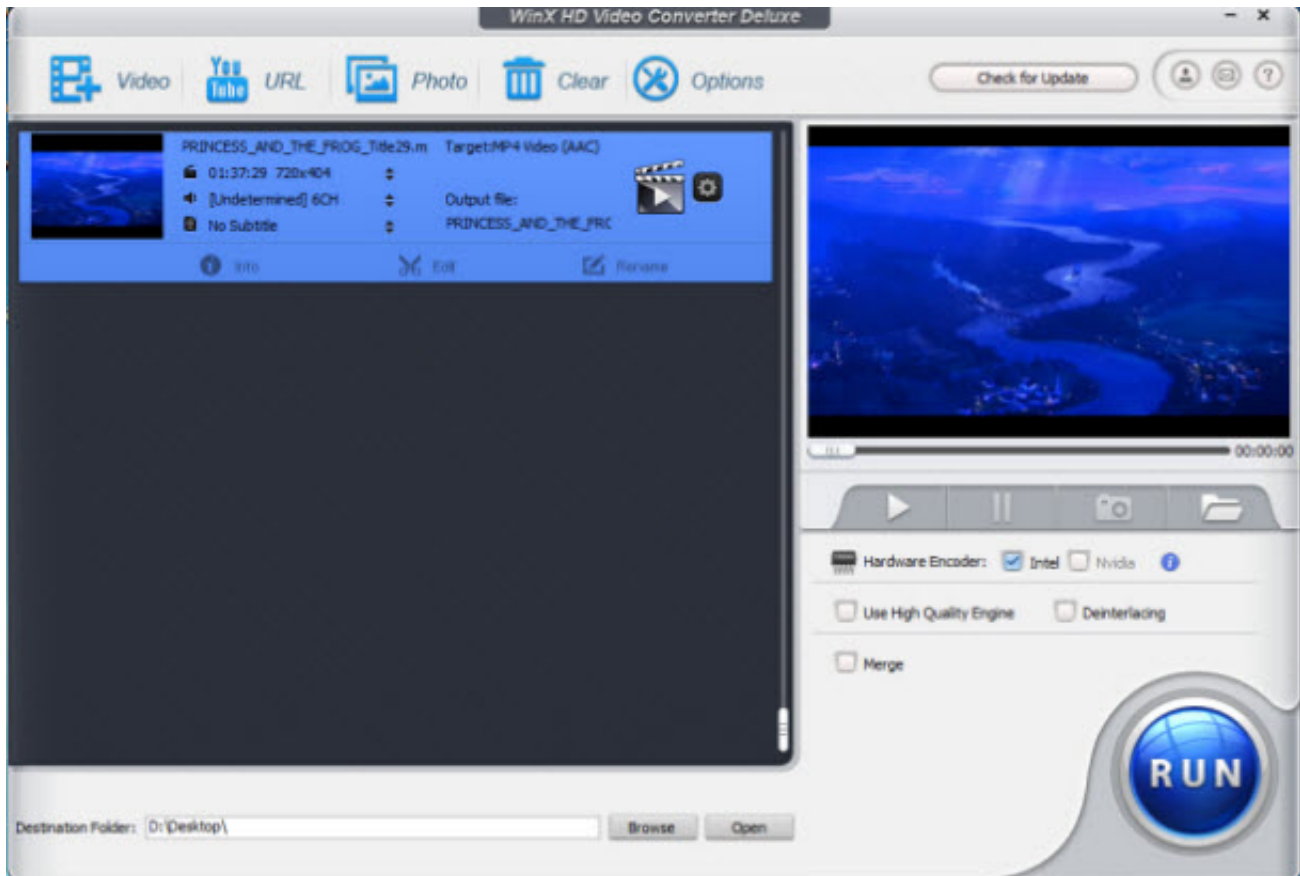 WinX HD Video Converter Deluxe
Video
You Tube
URL
Photo
Clear
Options
Check for Update
PRINCESS_AND_THE_FROG_Title29.m
Target:MP4 Video (AAC)
01:37:29 720x404
[Undetermined] 6CH
Output file:
No Subtitle
PRINCESS_AND_THE_FRC
Info
Edit
Rename
00:00:00
Hardware Encoder:
Intel
Nvidia
Use High Quality Engine
Deinterlacing
Merge
RUN
Destination Folder:
D:\Desktop\
Browse
Open